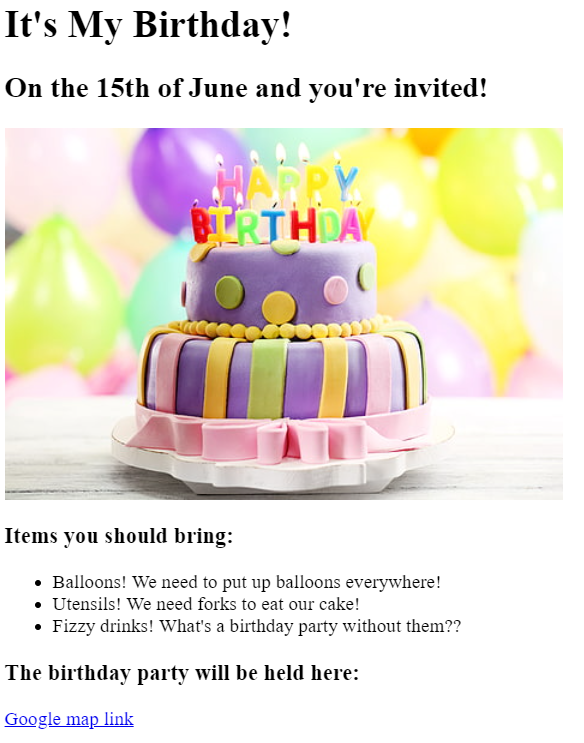 It's My Birthday!
On the 15th of June and you're invited!
HAPPY
BIRTHDAY
Items you should bring:
Balloons! We need to put up balloons everywhere!
Utensils! We need forks to eat our cake!
Fizzy drinks! What's a birthday party without them??
The birthday party will be held here:
Google map link